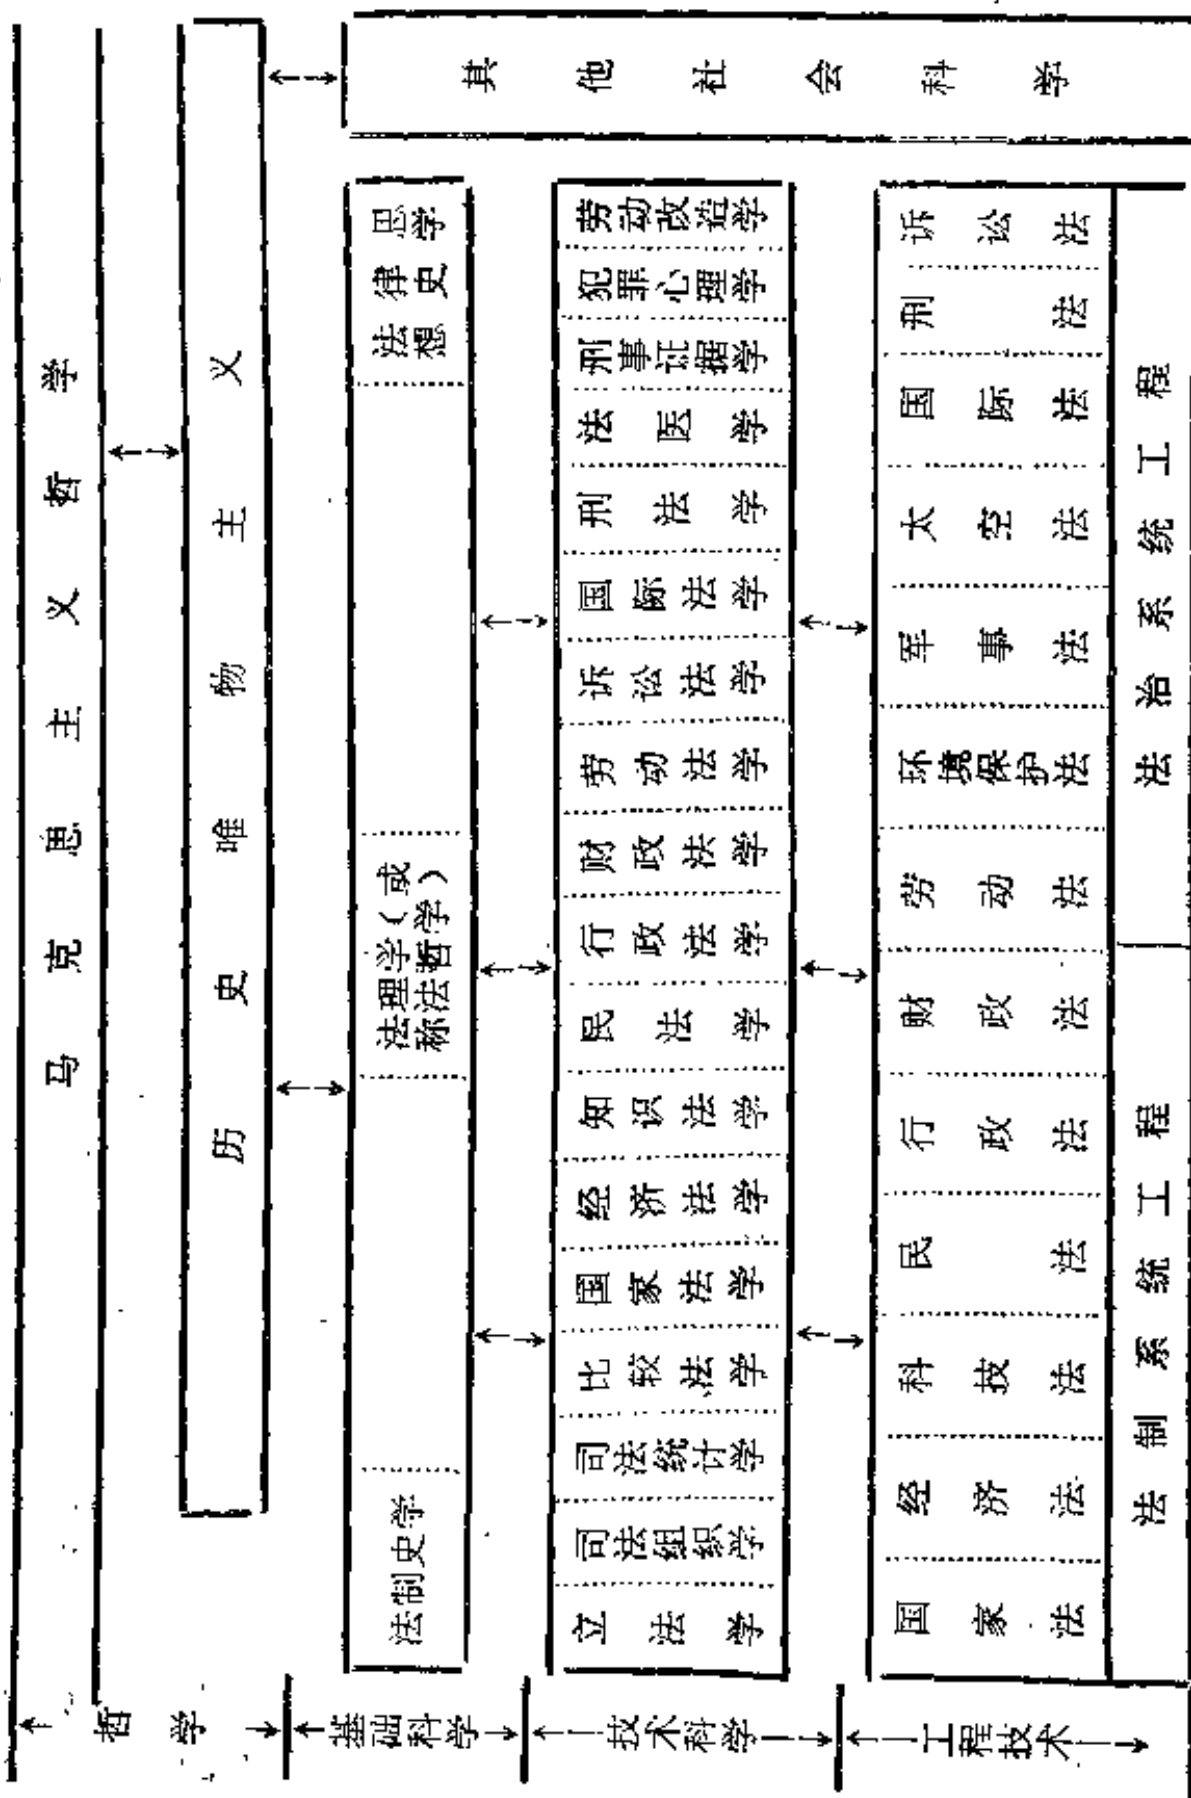 马克思主义哲学
历史唯物主义
其他社会科学
法制史学
法理学（或
称法哲学）
法律思
想史学
立法学
司法组织学
司法统计学
比较法学
国家法学
经济法学
知识法学
民法学
行政法学
财政法学
劳动法学
诉讼法学
国际法学
刑法学
法医学
刑事证据学
犯罪心理学
劳动改造学
国家法
经济法
科技法
民法
行政法
财政法
劳动法
环境保护法
军事法
太空法
国际法
刑法
诉讼法
法制系统工程
法治系统工程
哲学
基础科学
技术科学
工程技术